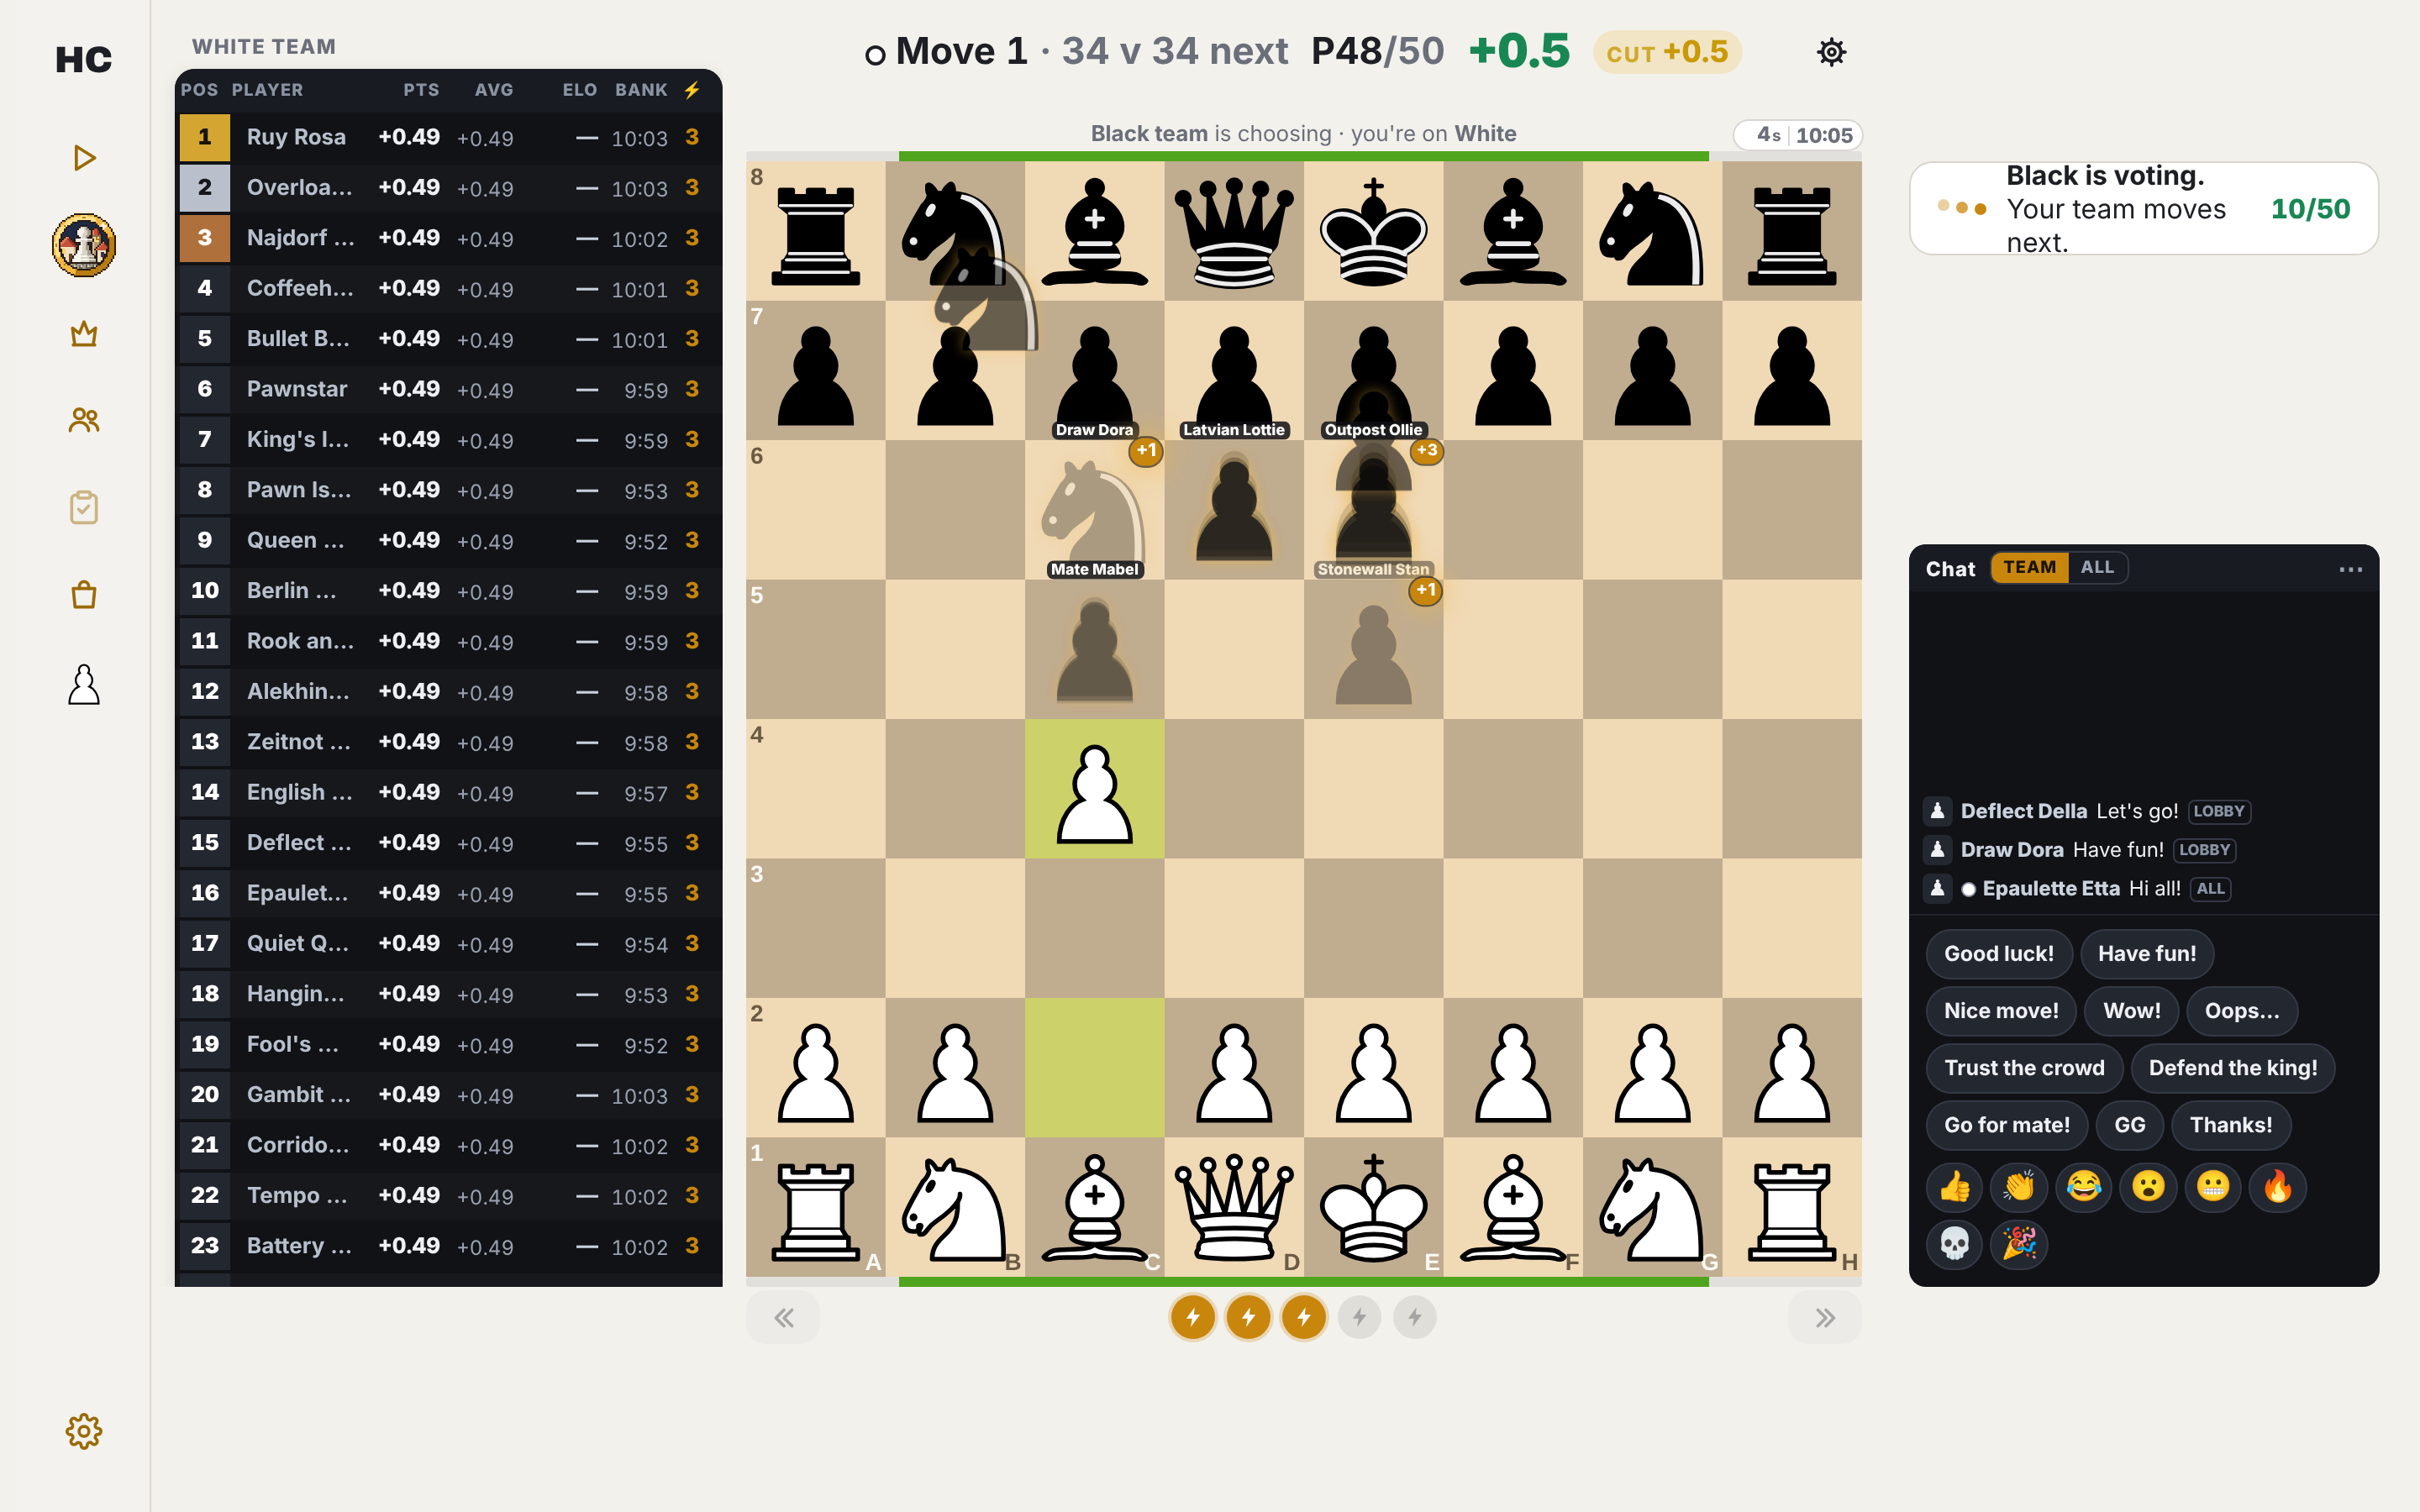 HC
WHITE TEAM
Move 1 · 34 v 34 next P48/50 +0.5 CUT +0.5
POS PLAYER PTS AVG ELO BANK ⚡
1 Ruy Rosa +0.49 +0.49 — 10:03 3
2 Overloa... +0.49 +0.49 — 10:03 3
3 Najdorf ... +0.49 +0.49 — 10:02 3
4 Coffeeh... +0.49 +0.49 — 10:01 3
5 Bullet B... +0.49 +0.49 — 10:01 3
6 Pawnstar +0.49 +0.49 — 9:59 3
7 King's I... +0.49 +0.49 — 9:59 3
8 Pawn Is... +0.49 +0.49 — 9:53 3
9 Queen ... +0.49 +0.49 — 9:52 3
10 Berlin ... +0.49 +0.49 — 9:59 3
11 Rook an... +0.49 +0.49 — 9:59 3
12 Alekhin... +0.49 +0.49 — 9:58 3
13 Zeitnot ... +0.49 +0.49 — 9:58 3
14 English ... +0.49 +0.49 — 9:57 3
15 Deflect ... +0.49 +0.49 — 9:55 3
16 Epaulet... +0.49 +0.49 — 9:55 3
17 Quiet Q... +0.49 +0.49 — 9:54 3
18 Hangin... +0.49 +0.49 — 9:53 3
19 Fool's ... +0.49 +0.49 — 9:52 3
20 Gambit ... +0.49 +0.49 — 10:03 3
21 Corrido... +0.49 +0.49 — 10:02 3
22 Tempo ... +0.49 +0.49 — 10:02 3
23 Battery ... +0.49 +0.49 — 10:02 3
Black team is choosing · you're on White
4s 10:05
8
7
Draw Dora Latvian Lottie Outpost Ollie
6 +1 +3
Mate Mabel Stonewall Stan
5 +1
4
3
2
1
A B C D E F G H
Black is voting.
Your team moves
next.
10/50
Chat TEAM ALL ...
Deflect Della Let's go! LOBBY
Draw Dora Have fun! LOBBY
Epaulette Etta Hi all! ALL
Good luck! Have fun!
Nice move! Wow! Oops...
Trust the crowd Defend the king!
Go for mate! GG Thanks!